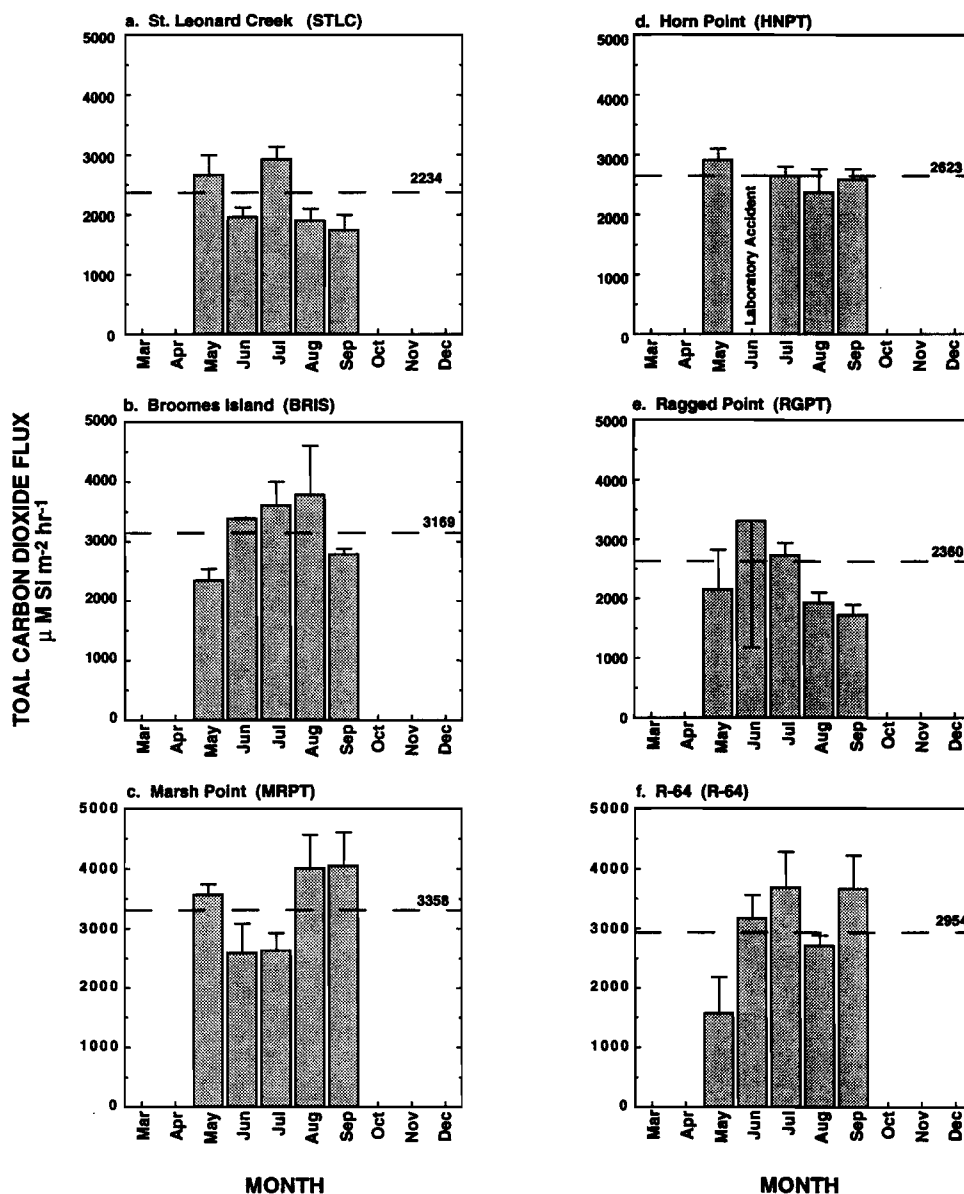 a. St. Leonard Creek (STLC)
5000
4000
3000
2000
1000
0
2234
Mar
Apr
May
Jun
Jul
Aug
Sep
Oct
Nov
Dec
d. Horn Point (HNPT)
5000
4000
3000
2000
1000
0
2623
Laboratory Accident
Mar
Apr
May
Jun
Jul
Aug
Sep
Oct
Nov
Dec
TOAL CARBON DIOXIDE FLUX
μ M Si m-2 hr-1
b. Broomes Island (BRIS)
5000
4000
3000
2000
1000
0
3169
Mar
Apr
May
Jun
Jul
Aug
Sep
Oct
Nov
Dec
e. Ragged Point (RGPT)
5000
4000
3000
2000
1000
0
2360
Mar
Apr
May
Jun
Jul
Aug
Sep
Oct
Nov
Dec
c. Marsh Point (MRPT)
5000
4000
3000
2000
1000
0
3358
Mar
Apr
May
Jun
Jul
Aug
Sep
Oct
Nov
Dec
MONTH
f. R-64 (R-64)
5000
4000
3000
2000
1000
0
2954
Mar
Apr
May
Jun
Jul
Aug
Sep
Oct
Nov
Dec
MONTH